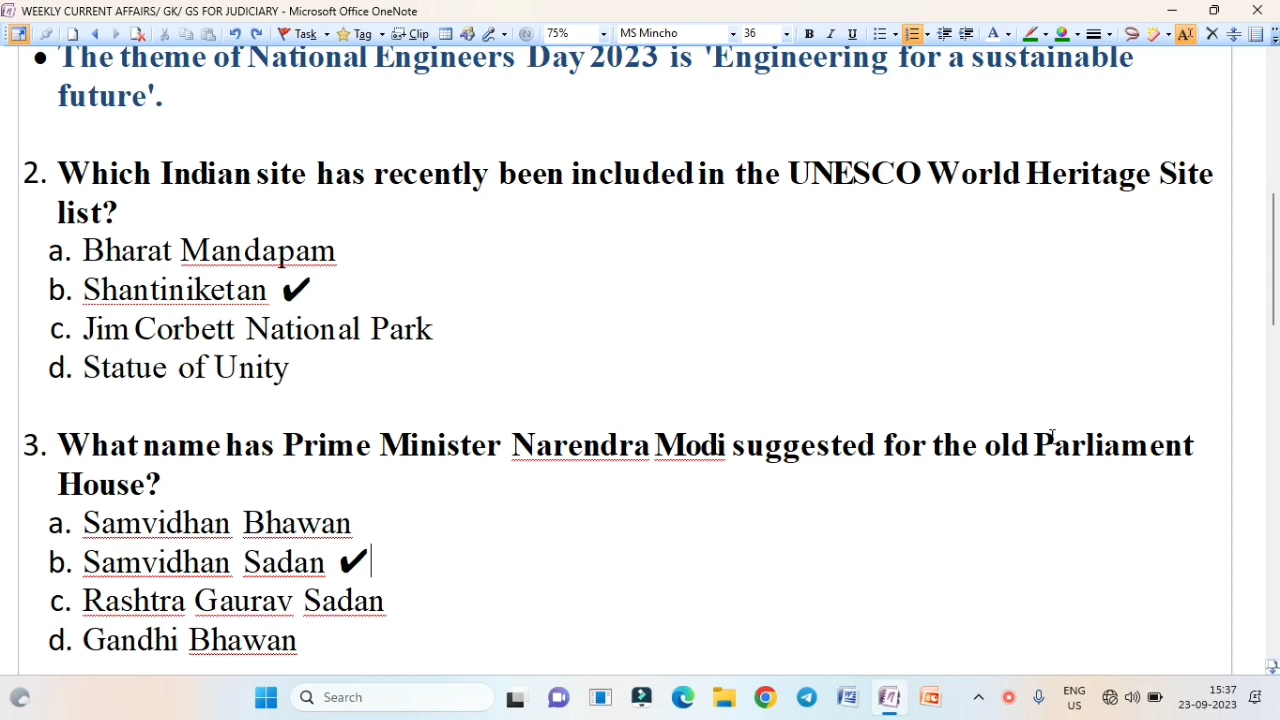 WEEKLY CURRENT AFFAIRS/ GK/ GS FOR JUDICIARY - Microsoft Office OneNote
Task Tag Clip 75% MS Mincho 36 B I U A
• The theme of National Engineers Day 2023 is 'Engineering for a sustainable
future'.
2. Which Indian site has recently been included in the UNESCO World Heritage Site
list?
a. Bharat Mandapam
b. Shantiniketan ✔
c. Jim Corbett National Park
d. Statue of Unity
3. What name has Prime Minister Narendra Modi suggested for the old Parliament
House?
a. Samvidhan Bhawan
b. Samvidhan Sadan ✔
c. Rashtra Gaurav Sadan
d. Gandhi Bhawan
Search
ENG
US
15:37
23-09-2023